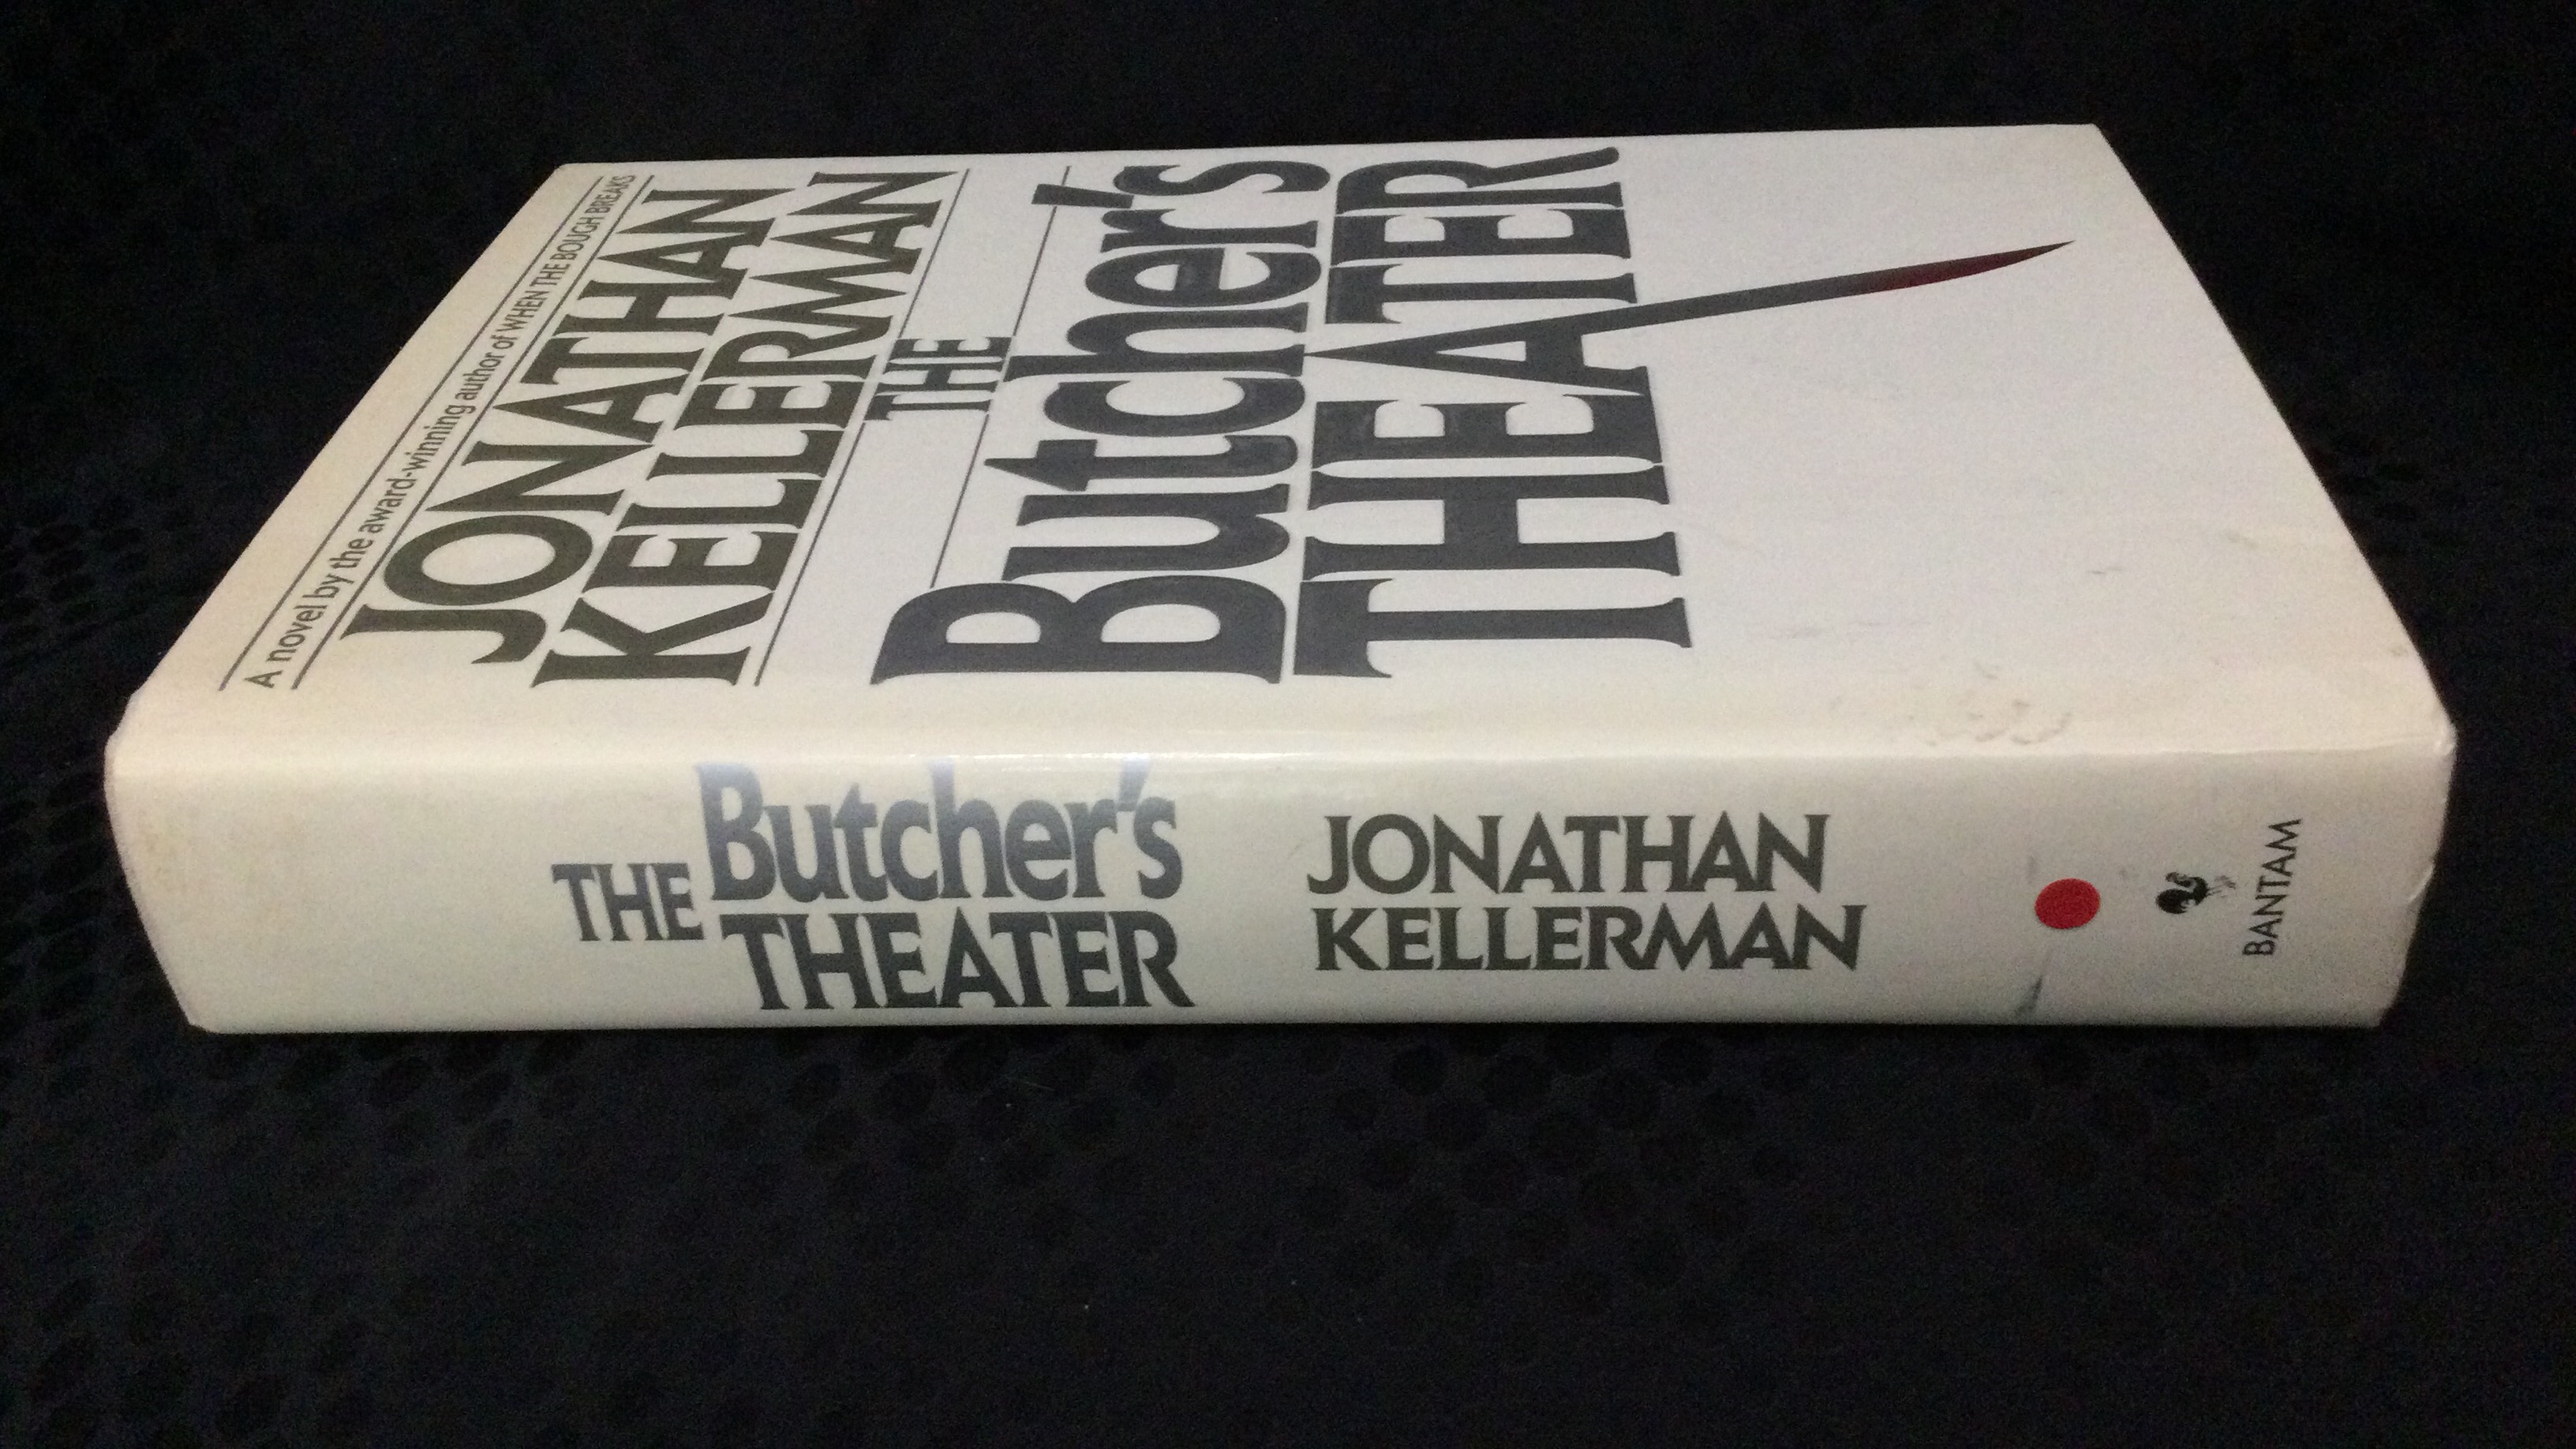 A novel by the award-winning author of WHEN THE BOUGH BREAKS
JONATHAN
KELLERMAN
THE
Butcher's
THEATER
THE Butcher's
THEATER
JONATHAN
KELLERMAN
BANTAM